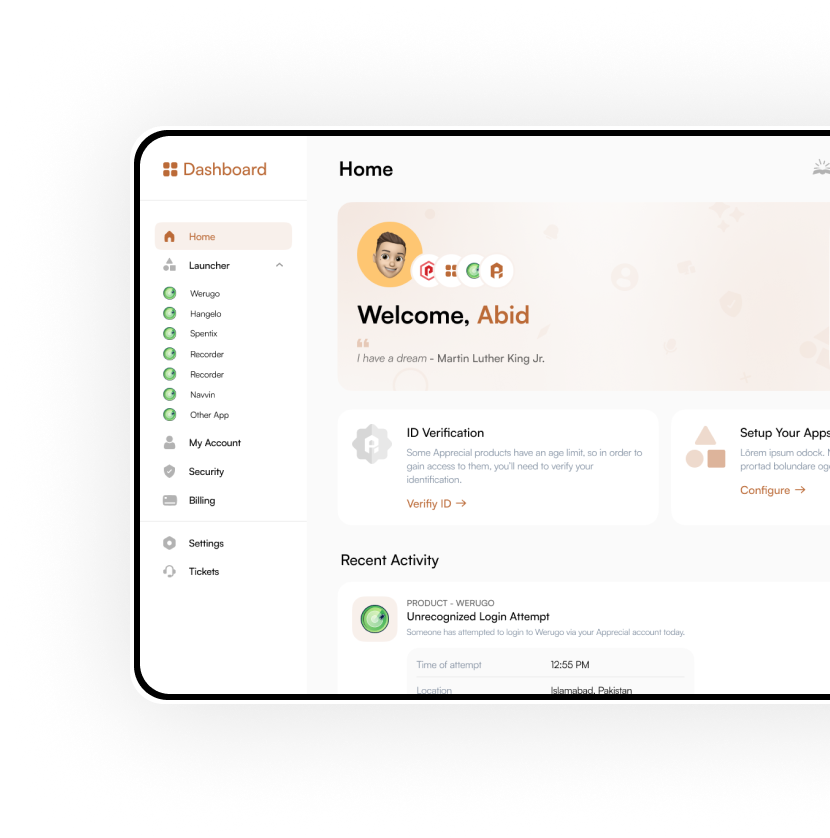 Dashboard
Home
Launcher
Werugo
Hangelo
Spentix
Recorder
Recorder
Navvin
Other App
My Account
Security
Billing
Settings
Tickets
Home
Welcome, Abid
“
I have a dream - Martin Luther King Jr.
ID Verification
Some Apprecial products have an age limit, so in order to
gain access to them, you'll need to verify your
identification.
Verifiy ID →
Setup Your Apps
Lörem ipsum odock.
prortad bolundare
Configure →
Recent Activity
PRODUCT - WERUGO
Unrecognized Login Attempt
Someone has attempted to login to Werugo via your Apprecial account today.
Time of attempt 12:55 PM
Location Islamabad, Pakistan